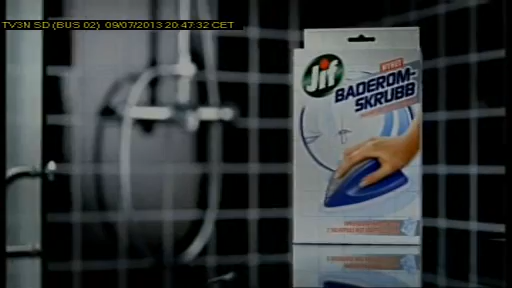 TV3N SD (BUS 02) 09/07/2013 20:47:32 CET
Jif
NYHET
BADEROM-
SKRUBB